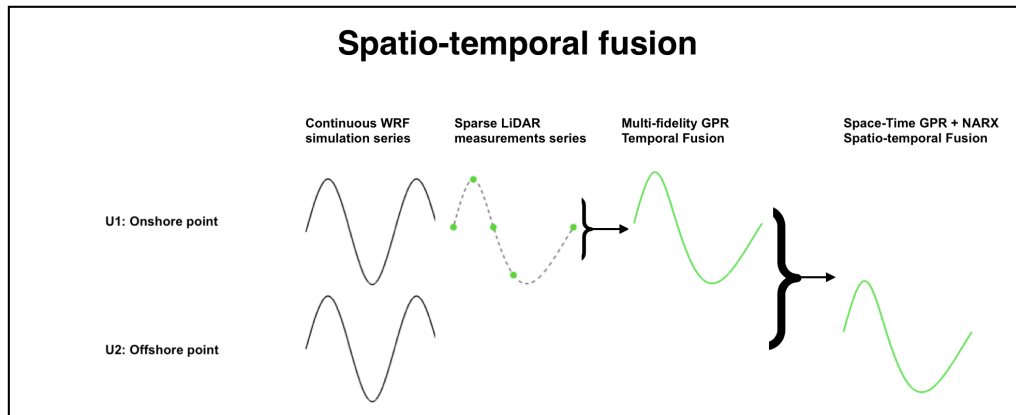 Spatio-temporal fusion
Continuous WRF
simulation series
Sparse LiDAR
measurements series
Multi-fidelity GPR
Temporal Fusion
Space-Time GPR + NARX
Spatio-temporal Fusion
U1: Onshore point
U2: Offshore point